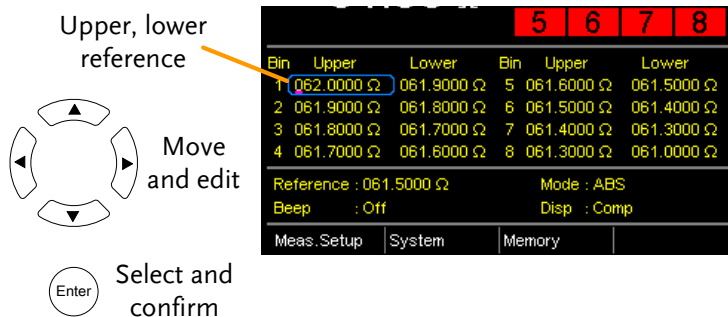 Upper, lower
reference
5 6 7 8
Bin Upper Lower Bin Upper Lower
1 062.0000 Ω 061.9000 Ω 5 061.6000 Ω 061.5000 Ω
2 061.9000 Ω 061.8000 Ω 6 061.5000 Ω 061.4000 Ω
3 061.8000 Ω 061.7000 Ω 7 061.4000 Ω 061.3000 Ω
4 061.7000 Ω 061.6000 Ω 8 061.3000 Ω 061.0000 Ω
Reference : 061.5000 Ω Mode : ABS
Beep : Off Disp : Comp
Meas.Setup System Memory
Move
and edit
Enter
Select and
confirm